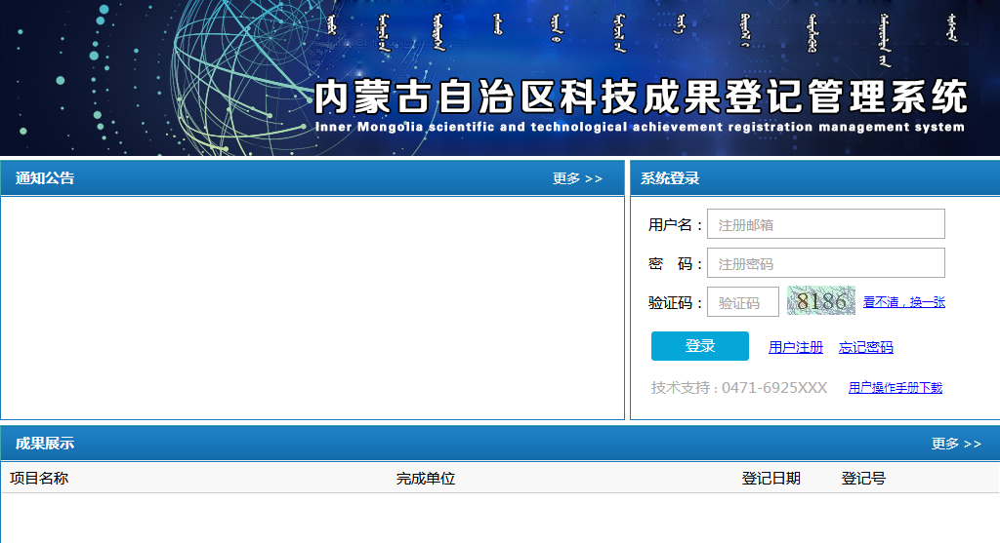 内蒙古自治区科技成果登记管理系统
Inner Mongolia scientific and technological achievement registration management system
通知公告 更多 >>
系统登录
用户名： 注册邮箱
密 码： 注册密码
验证码： 验证码 8186 看不清，换一张
登录 用户注册 忘记密码
技术支持 : 0471-6925XXX 用户操作手册下载
成果展示 更多 >>
项目名称 完成单位 登记日期 登记号